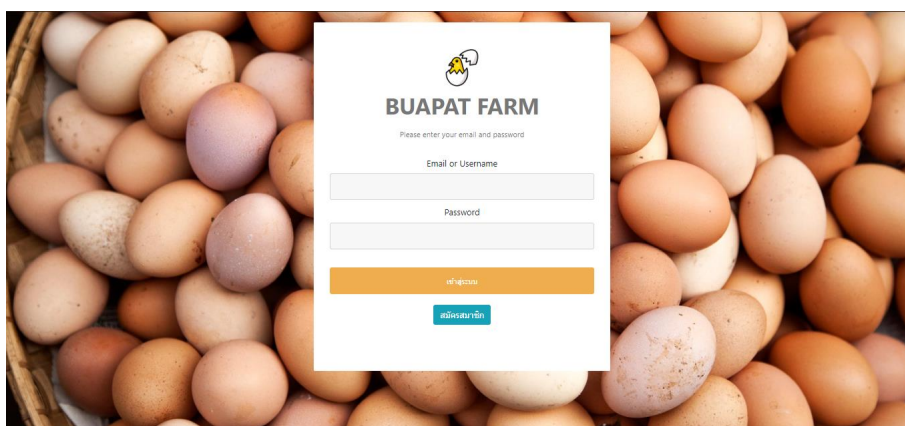 BUAPAT FARM
Please enter your email and password
Email or Username
Password
เข้าสู่ระบบ
สมัครสมาชิก